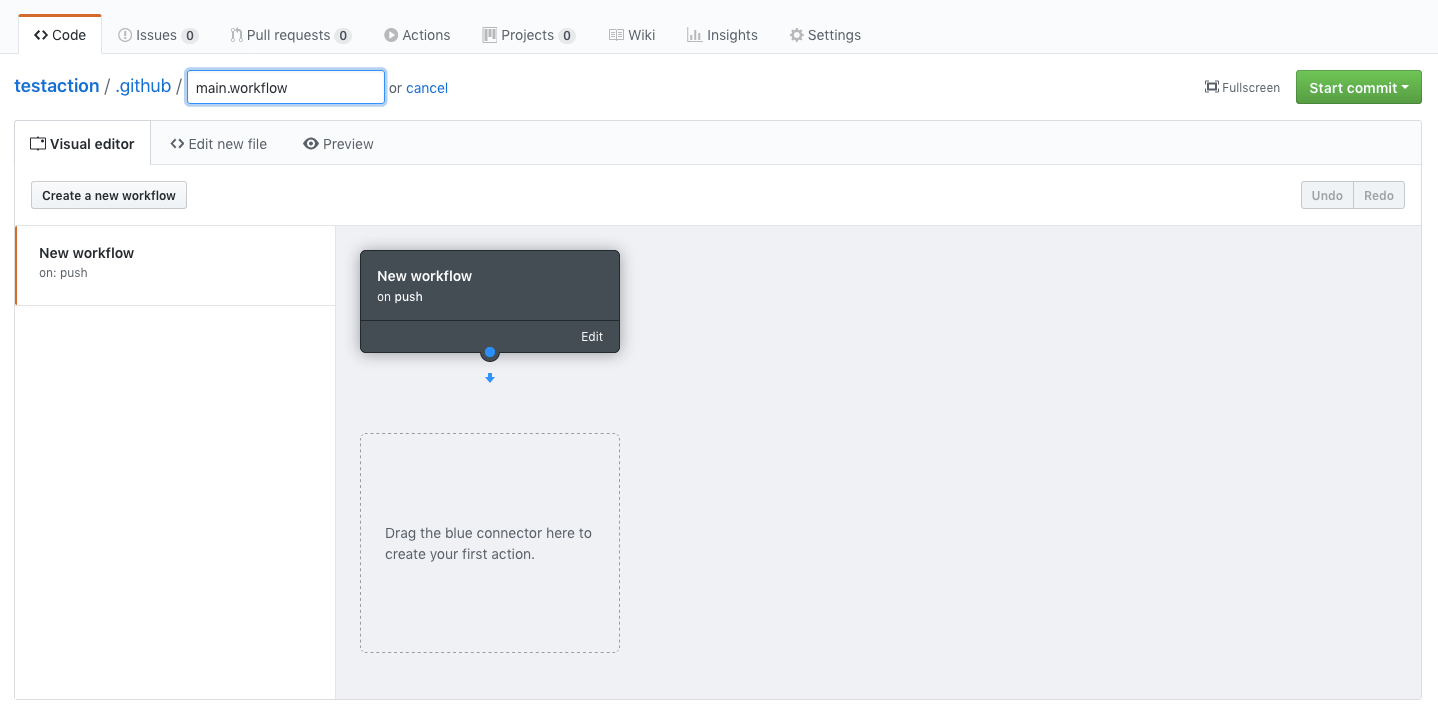 Code Issues 0 Pull requests 0 Actions Projects 0 Wiki Insights Settings
testaction / .github / main.workflow or cancel Fullscreen Start commit
Visual editor Edit new file Preview
Create a new workflow Undo Redo
New workflow
on: push
New workflow
on push
Edit
Drag the blue connector here to
create your first action.